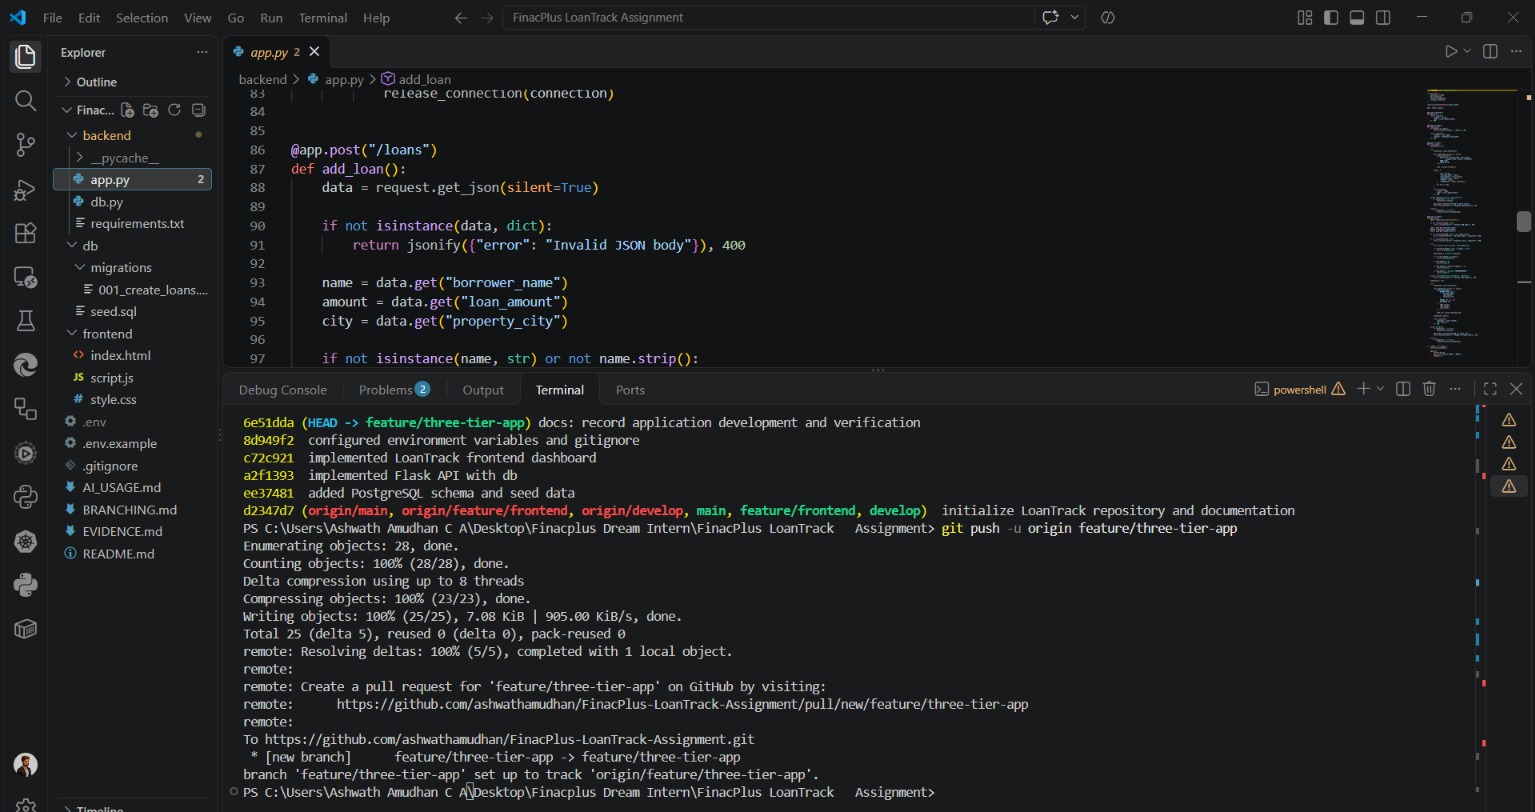 File Edit Selection View Go Run Terminal Help
FinacPlus LoanTrack Assignment
Explorer
Outline
Finac...
backend
__pycache__
app.py 2
db.py
requirements.txt
db
migrations
001_create_loans....
seed.sql
frontend
index.html
JS script.js
# style.css
.env
.env.example
.gitignore
AI_USAGE.md
BRANCHING.md
EVIDENCE.md
README.md
Timeline
app.py 2
backend > app.py > add_loan
83 release_connection(connection)
84
85
86 @app.post("/loans")
87 def add_loan():
88 data = request.get_json(silent=True)
89
90 if not isinstance(data, dict):
91 return jsonify({"error": "Invalid JSON body"}), 400
92
93 name = data.get("borrower_name")
94 amount = data.get("loan_amount")
95 city = data.get("property_city")
96
97 if not isinstance(name, str) or not name.strip():
Debug Console Problems 2 Output Terminal Ports
powershell
6e51dda (HEAD -> feature/three-tier-app) docs: record application development and verification
8d949f2 configured environment variables and gitignore
c72c921 implemented LoanTrack frontend dashboard
a2f1393 implemented Flask API with db
ee37481 added PostgreSQL schema and seed data
d2347d7 (origin/main, origin/feature/frontend, origin/develop, main, feature/frontend, develop) initialize LoanTrack repository and documentation
PS C:\Users\Ashwath Amudhan C A\Desktop\Finacplus Dream Intern\FinacPlus LoanTrack Assignment> git push -u origin feature/three-tier-app
Enumerating objects: 28, done.
Counting objects: 100% (28/28), done.
Delta compression using up to 8 threads
Compressing objects: 100% (23/23), done.
Writing objects: 100% (25/25), 7.08 KiB | 905.00 KiB/s, done.
Total 25 (delta 5), reused 0 (delta 0), pack-reused 0
remote: Resolving deltas: 100% (5/5), completed with 1 local object.
remote:
remote: Create a pull request for 'feature/three-tier-app' on GitHub by visiting:
remote: https://github.com/ashwathamudhan/FinacPlus-LoanTrack-Assignment/pull/new/feature/three-tier-app
remote:
To https://github.com/ashwathamudhan/FinacPlus-LoanTrack-Assignment.git
* [new branch] feature/three-tier-app -> feature/three-tier-app
branch 'feature/three-tier-app' set up to track 'origin/feature/three-tier-app'.
PS C:\Users\Ashwath Amudhan C A\Desktop\Finacplus Dream Intern\FinacPlus LoanTrack Assignment>